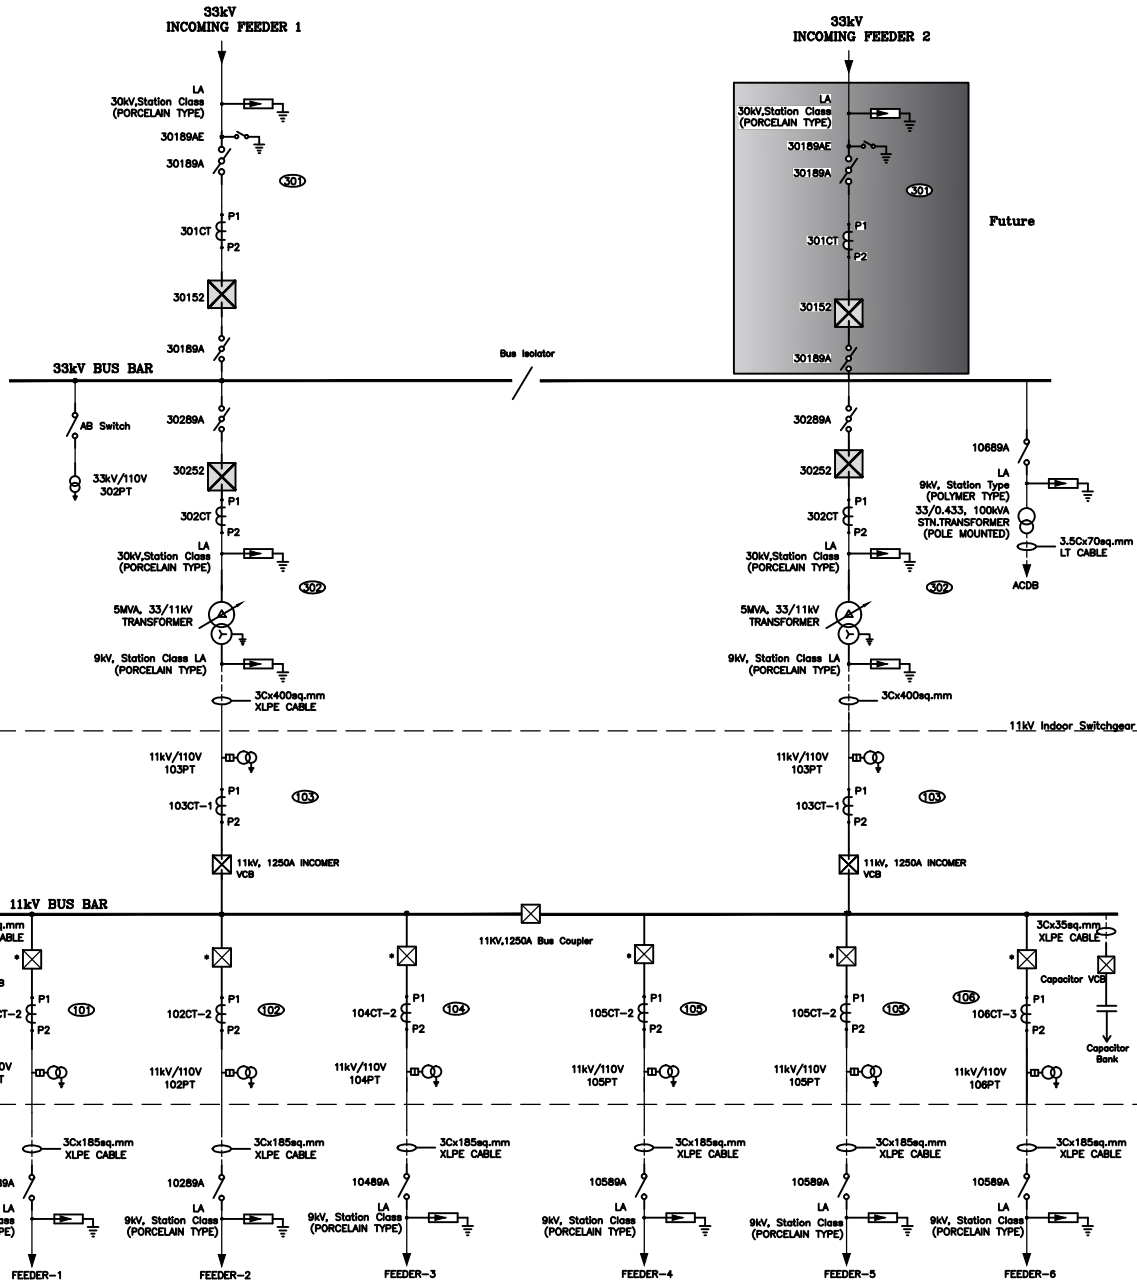 33kV
INCOMING FEEDER 1
33kV
INCOMING FEEDER 2
LA
30kV,Station Class
(PORCELAIN TYPE)
30189AE
30189A
301
301CT
P1
P2
30152
30189A
LA
30kV,Station Class
(PORCELAIN TYPE)
30189AE
30189A
301
Future
301CT
P1
P2
30152
30189A
33kV BUS BAR
Bus Isolator
AB Switch
33kV/110V
302PT
30289A
30252
P1
302CT
P2
LA
30kV,Station Class
(PORCELAIN TYPE)
302
5MVA, 33/11kV
TRANSFORMER
9kV, Station Class LA
(PORCELAIN TYPE)
3Cx400sq.mm
XLPE CABLE
30289A
30252
P1
302CT
P2
LA
30kV,Station Class
(PORCELAIN TYPE)
302
5MVA, 33/11kV
TRANSFORMER
9kV, Station Class LA
(PORCELAIN TYPE)
3Cx400sq.mm
10689A
LA
9kV, Station Type
(POLYMER TYPE)
33/0.433, 100kVA
STN.TRANSFORMER
(POLE MOUNTED)
3.5Cx70sq.mm
LT CABLE
ACDB
11kV Indoor Switchgear
11kV/110V
103PT
P1
103CT-1
P2
103
11kV, 1250A INCOMER
VCB
11kV/110V
103PT
P1
103CT-1
P2
103
11kV, 1250A INCOMER
VCB
11kV BUS BAR
11KV,1250A Bus Coupler
q.mm
ABLE
*
B
P1
CT-2
P2
101
0V
T
*
P1
102CT-2
P2
102
11kV/110V
102PT
*
P1
104CT-2
P2
104
11kV/110V
104PT
*
P1
105CT-2
P2
105
11kV/110V
105PT
*
P1
105CT-2
P2
105
11kV/110V
105PT
*
106
P1
106CT-3
P2
11kV/110V
106PT
3Cx35sq.mm
XLPE CABLE
Capacitor VCB
Capacitor
Bank
3Cx185sq.mm
XLPE CABLE
89A
LA
ass
PE)
FEEDER-1
3Cx185sq.mm
XLPE CABLE
10289A
LA
9kV, Station Class
(PORCELAIN TYPE)
FEEDER-2
3Cx185sq.mm
XLPE CABLE
10489A
LA
9kV, Station Class
(PORCELAIN TYPE)
FEEDER-3
3Cx185sq.mm
XLPE CABLE
10589A
LA
9kV, Station Class
(PORCELAIN TYPE)
FEEDER-4
3Cx185sq.mm
XLPE CABLE
10589A
LA
9kV, Station Class
(PORCELAIN TYPE)
FEEDER-5
3Cx185sq.mm
XLPE CABLE
10589A
LA
9kV, Station Class
(PORCELAIN TYPE)
FEEDER-6